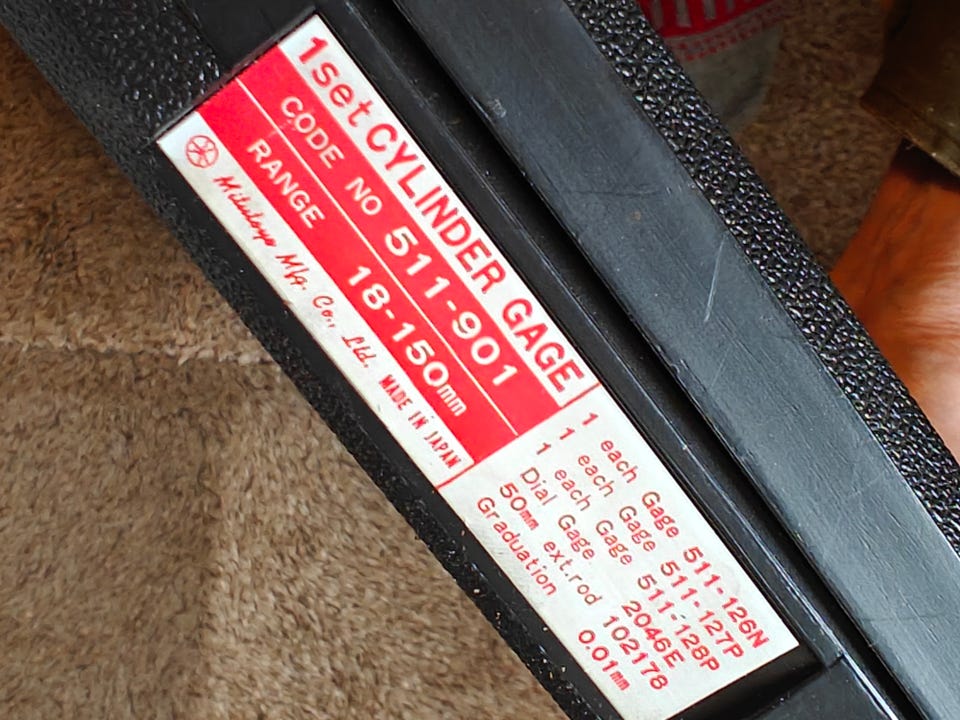 1 set CYLINDER GAGE
CODE NO 511-901
RANGE 18-150mm
Mitutoyo Mfg. Co., Ltd. MADE IN JAPAN
1 each Gage 511-126N
1 each Gage 511-127P
1 each Gage 511-128P
Dial Gage 2046E
50mm ext.rod 102178
Graduation 0.01mm